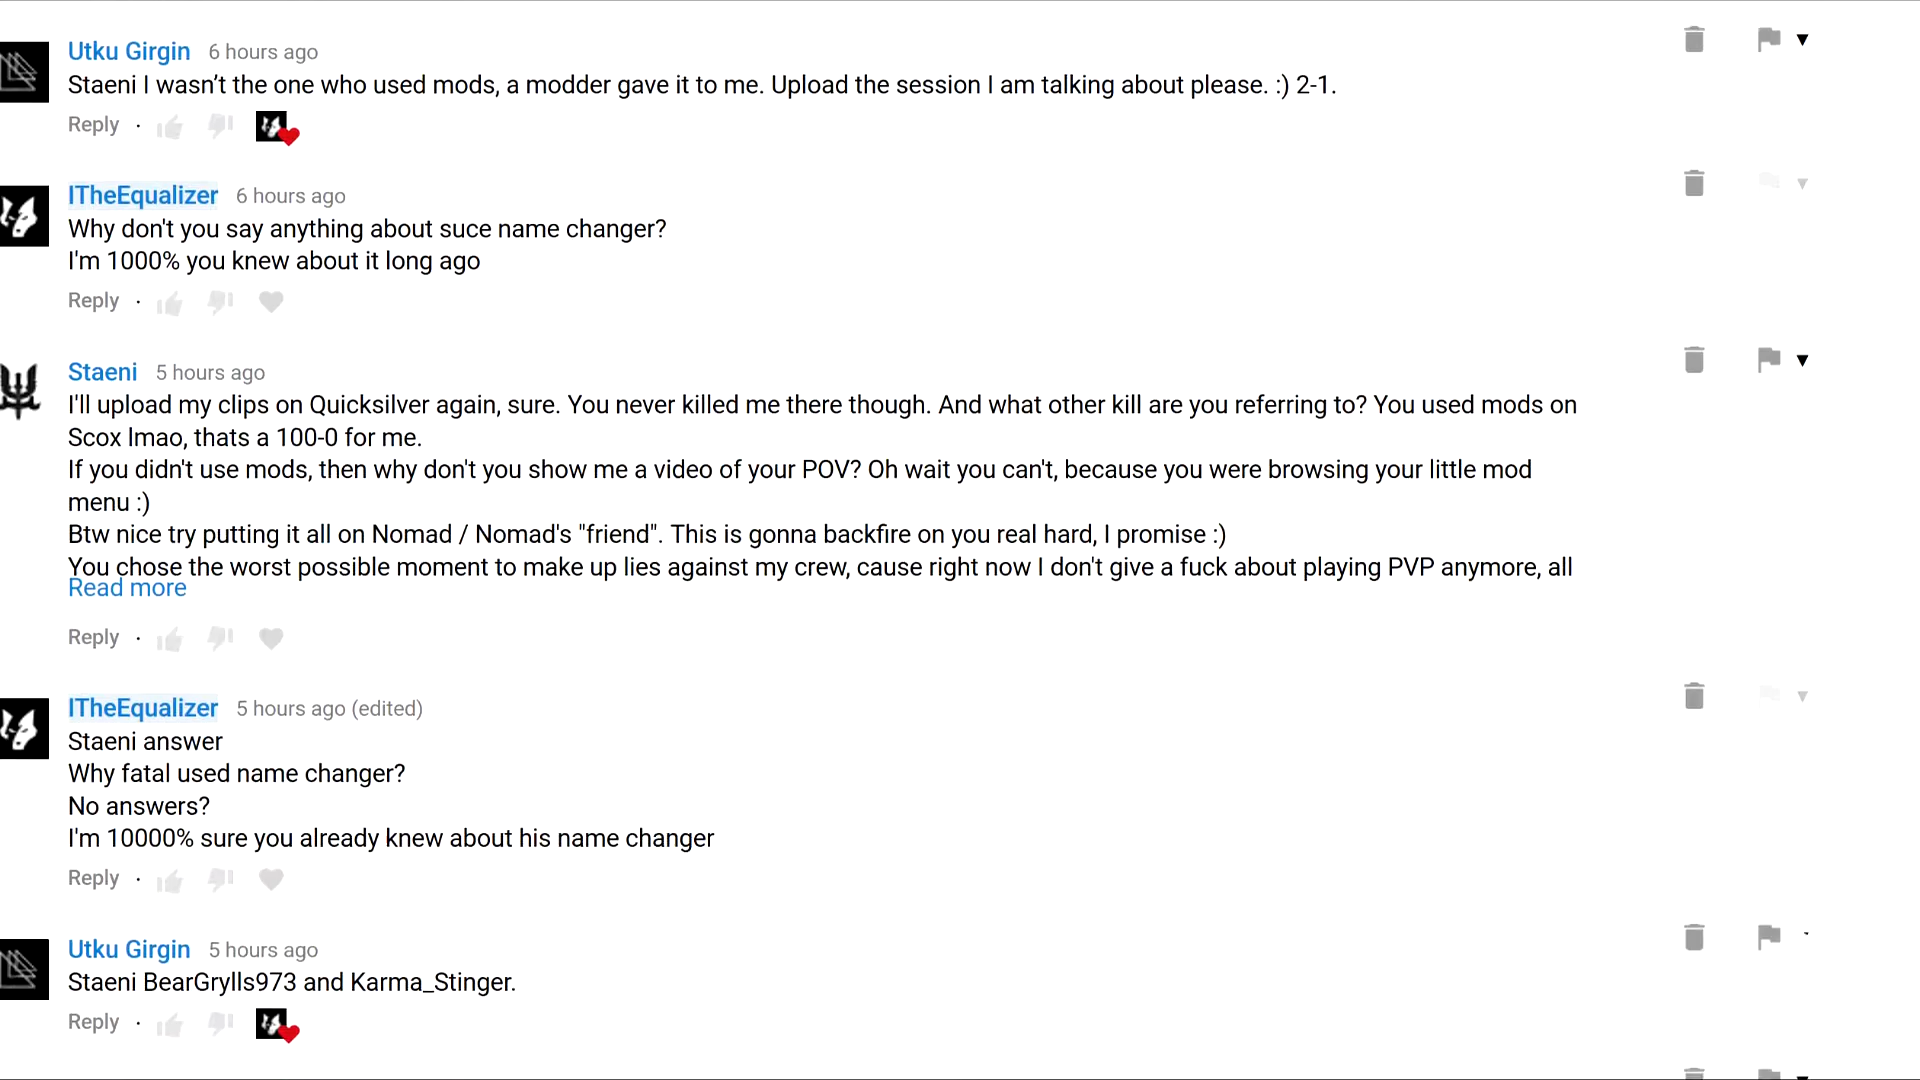 Utku Girgin 6 hours ago
Staeni I wasn’t the one who used mods, a modder gave it to me. Upload the session I am talking about please. :) 2-1.
Reply ·
ITheEqualizer 6 hours ago
Why don't you say anything about suce name changer?
I'm 1000% you knew about it long ago
Reply ·
Staeni 5 hours ago
I'll upload my clips on Quicksilver again, sure. You never killed me there though. And what other kill are you referring to? You used mods on
Scox lmao, thats a 100-0 for me.
If you didn't use mods, then why don't you show me a video of your POV? Oh wait you can't, because you were browsing your little mod
menu :)
Btw nice try putting it all on Nomad / Nomad's "friend". This is gonna backfire on you real hard, I promise :)
You chose the worst possible moment to make up lies against my crew, cause right now I don't give a fuck about playing PVP anymore, all
Read more
Reply ·
ITheEqualizer 5 hours ago (edited)
Staeni answer
Why fatal used name changer?
No answers?
I'm 10000% sure you already knew about his name changer
Reply ·
Utku Girgin 5 hours ago
Staeni BearGrylls973 and Karma_Stinger.
Reply ·